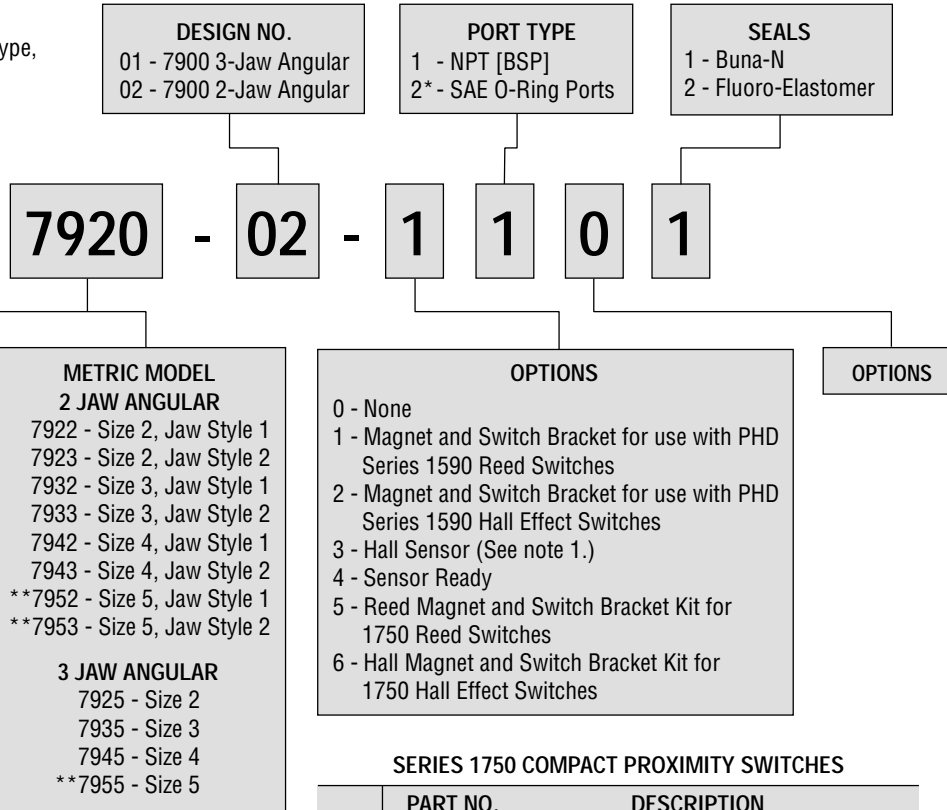 ype,
DESIGN NO.
01 - 7900 3-Jaw Angular
02 - 7900 2-Jaw Angular
PORT TYPE
1 - NPT [BSP]
2* - SAE O-Ring Ports
SEALS
1 - Buna-N
2 - Fluoro-Elastomer
7920 - 02 - 1 1 0 1
METRIC MODEL
2 JAW ANGULAR
7922 - Size 2, Jaw Style 1
7923 - Size 2, Jaw Style 2
7932 - Size 3, Jaw Style 1
7933 - Size 3, Jaw Style 2
7942 - Size 4, Jaw Style 1
7943 - Size 4, Jaw Style 2
**7952 - Size 5, Jaw Style 1
**7953 - Size 5, Jaw Style 2
3 JAW ANGULAR
7925 - Size 2
7935 - Size 3
7945 - Size 4
**7955 - Size 5
OPTIONS
0 - None
1 - Magnet and Switch Bracket for use with PHD
Series 1590 Reed Switches
2 - Magnet and Switch Bracket for use with PHD
Series 1590 Hall Effect Switches
3 - Hall Sensor (See note 1.)
4 - Sensor Ready
5 - Reed Magnet and Switch Bracket Kit for
1750 Reed Switches
6 - Hall Magnet and Switch Bracket Kit for
1750 Hall Effect Switches
OPTIONS
SERIES 1750 COMPACT PROXIMITY SWITCHES
PART NO. DESCRIPTION